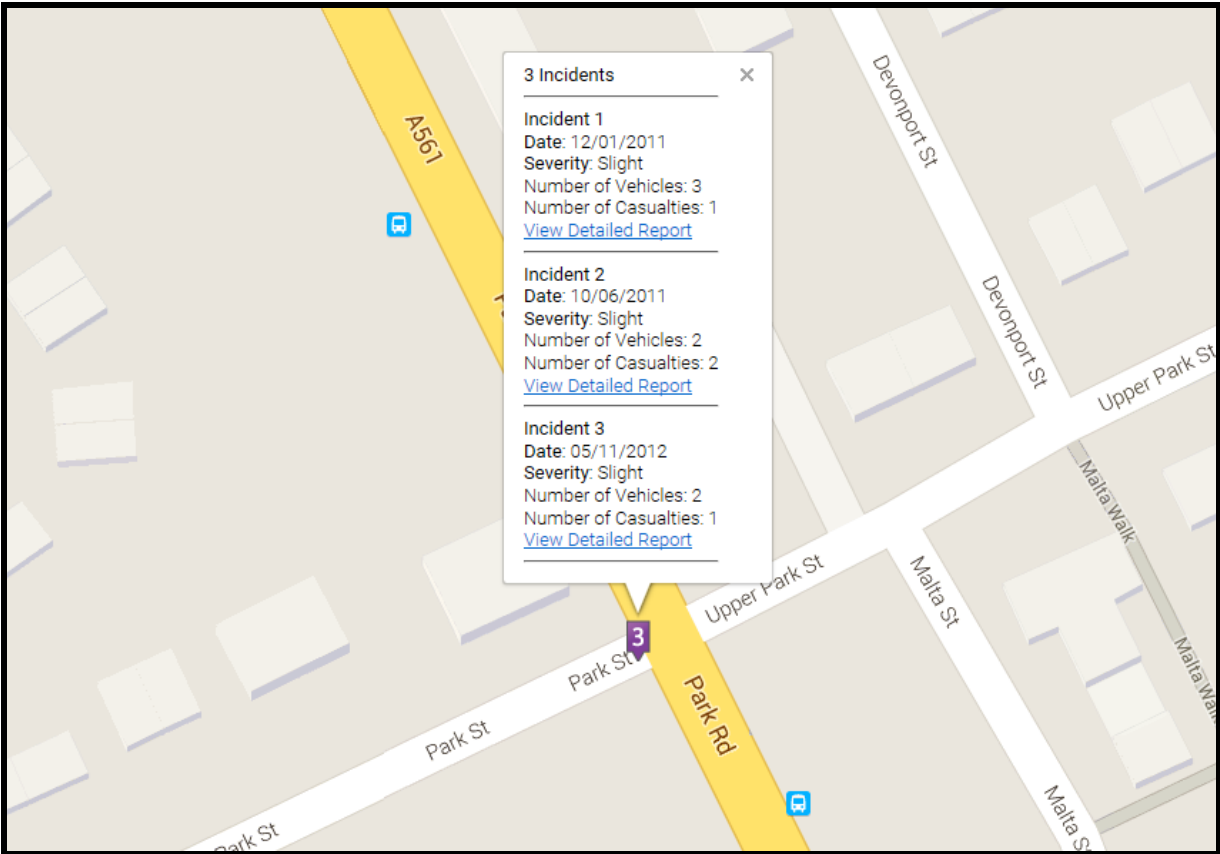 3 Incidents
Incident 1
Date: 12/01/2011
Severity: Slight
Number of Vehicles: 3
Number of Casualties: 1
View Detailed Report
Incident 2
Date: 10/06/2011
Severity: Slight
Number of Vehicles: 2
Number of Casualties: 2
View Detailed Report
Incident 3
Date: 05/11/2012
Severity: Slight
Number of Vehicles: 2
Number of Casualties: 1
View Detailed Report
A561
Devonport St
Devonport St
Upper Park St
Malta Walk
Upper Park St
Malta St
3
Park St
Malta Walk
Park Rd
Park St
Malta St
Park St